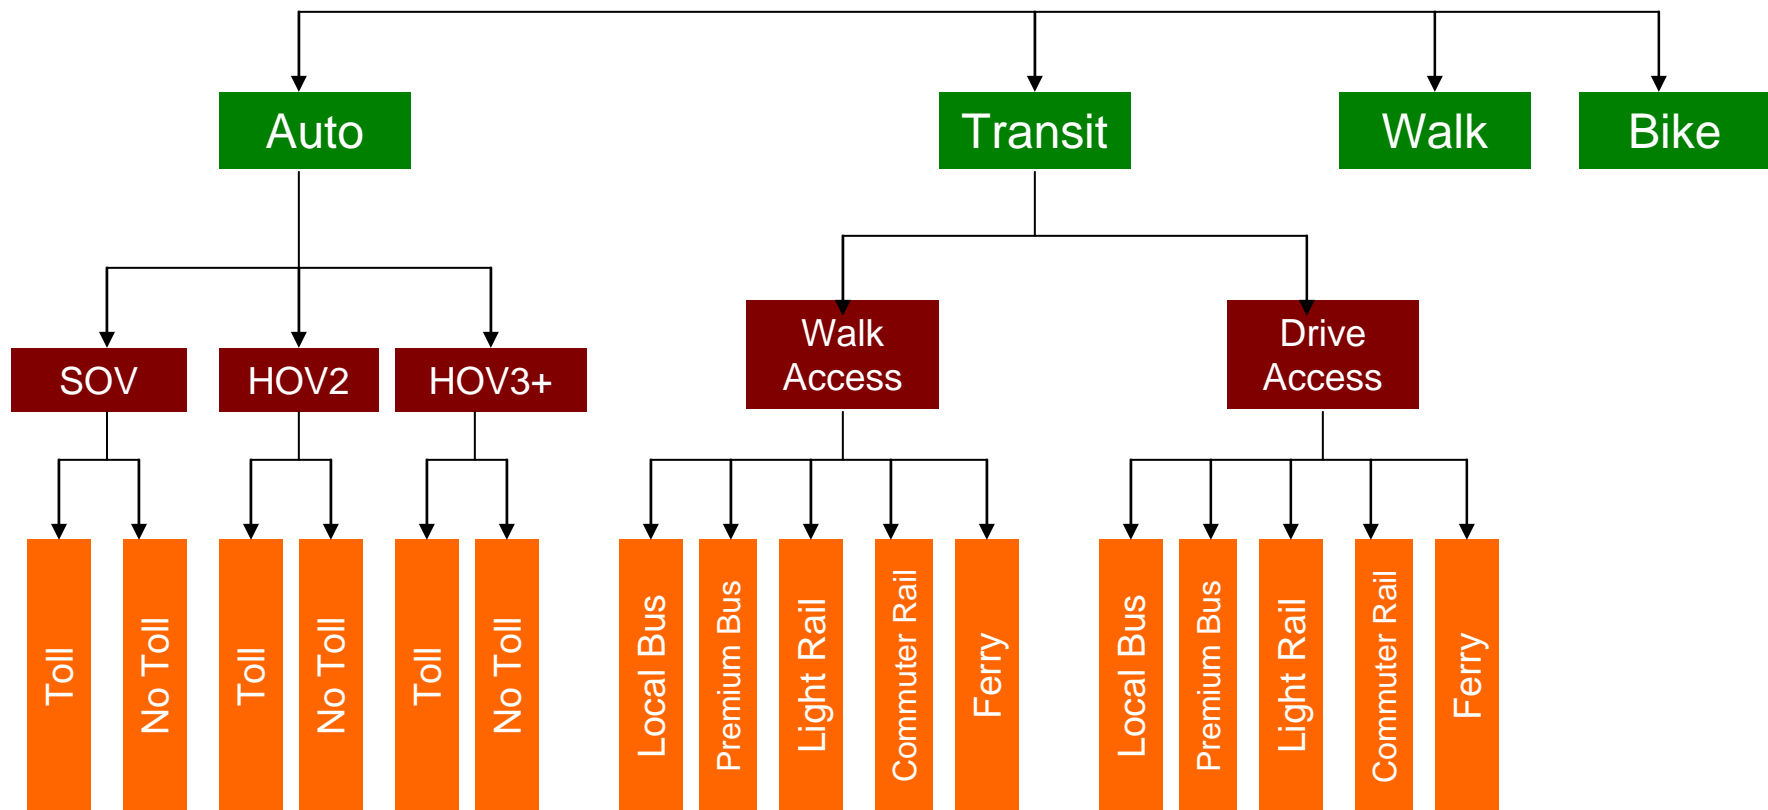 Auto
Transit
Walk
Bike
SOV
HOV2
HOV3+
Walk
Access
Drive
Access
Toll
No Toll
Toll
No Toll
Toll
No Toll
Local Bus
Premium Bus
Light Rail
Commuter Rail
Ferry
Local Bus
Premium Bus
Light Rail
Commuter Rail
Ferry